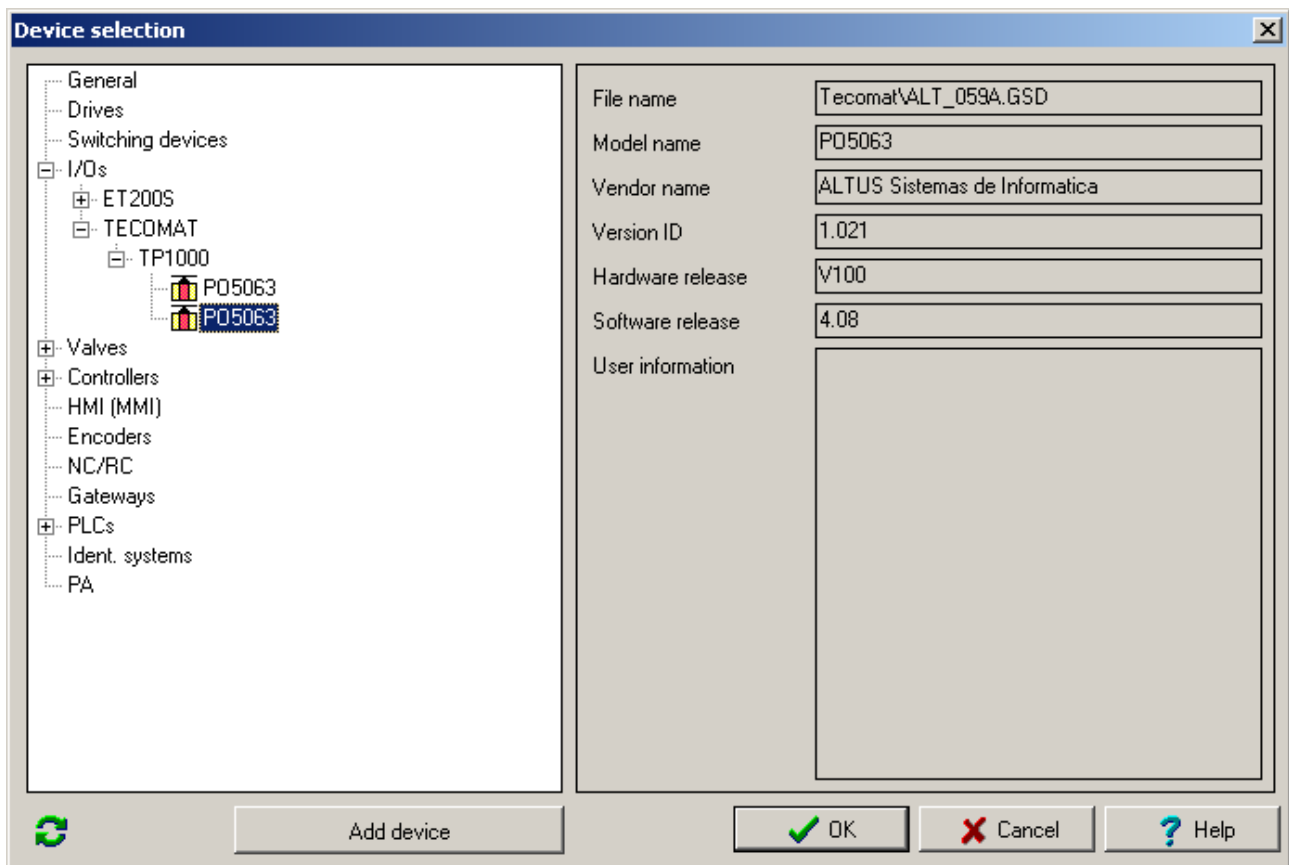 Device selection
General
Drives
Switching devices
I/Os
ET200S
TECOMAT
TP1000
PO5063
PO5063
Valves
Controllers
HMI (MMI)
Encoders
NC/RC
Gateways
PLCs
Ident. systems
PA
File name Tecomat\ALT_059A.GSD
Model name PO5063
Vendor name ALTUS Sistemas de Informatica
Version ID 1.021
Hardware release V100
Software release 4.08
User information
Add device
OK
Cancel
Help